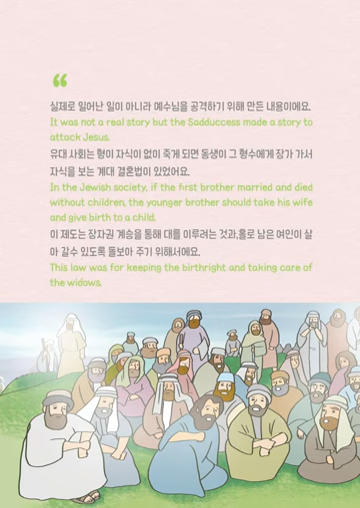 “
실제로 일어난 일이 아니라 예수님을 공격하기 위해 만든 내용이에요.
It was not a real story but the Sadduccess made a story to
attack Jesus.
유대 사회는 형이 자식이 없이 죽게 되면 동생이 그 형수에게 장가 가서
자식을 보는 계대 결혼법이 있었어요.
In the Jewish society, if the first brother married and died
without children, the younger brother should take his wife
and give birth to a child.
이 제도는 장자권 계승을 통해 대를 이루려는 것과,홀로 남은 여인이 살
아 갈수 있도록 돌보아 주기 위해서에요.
This law was for keeping the birthright and taking care of
the widows.